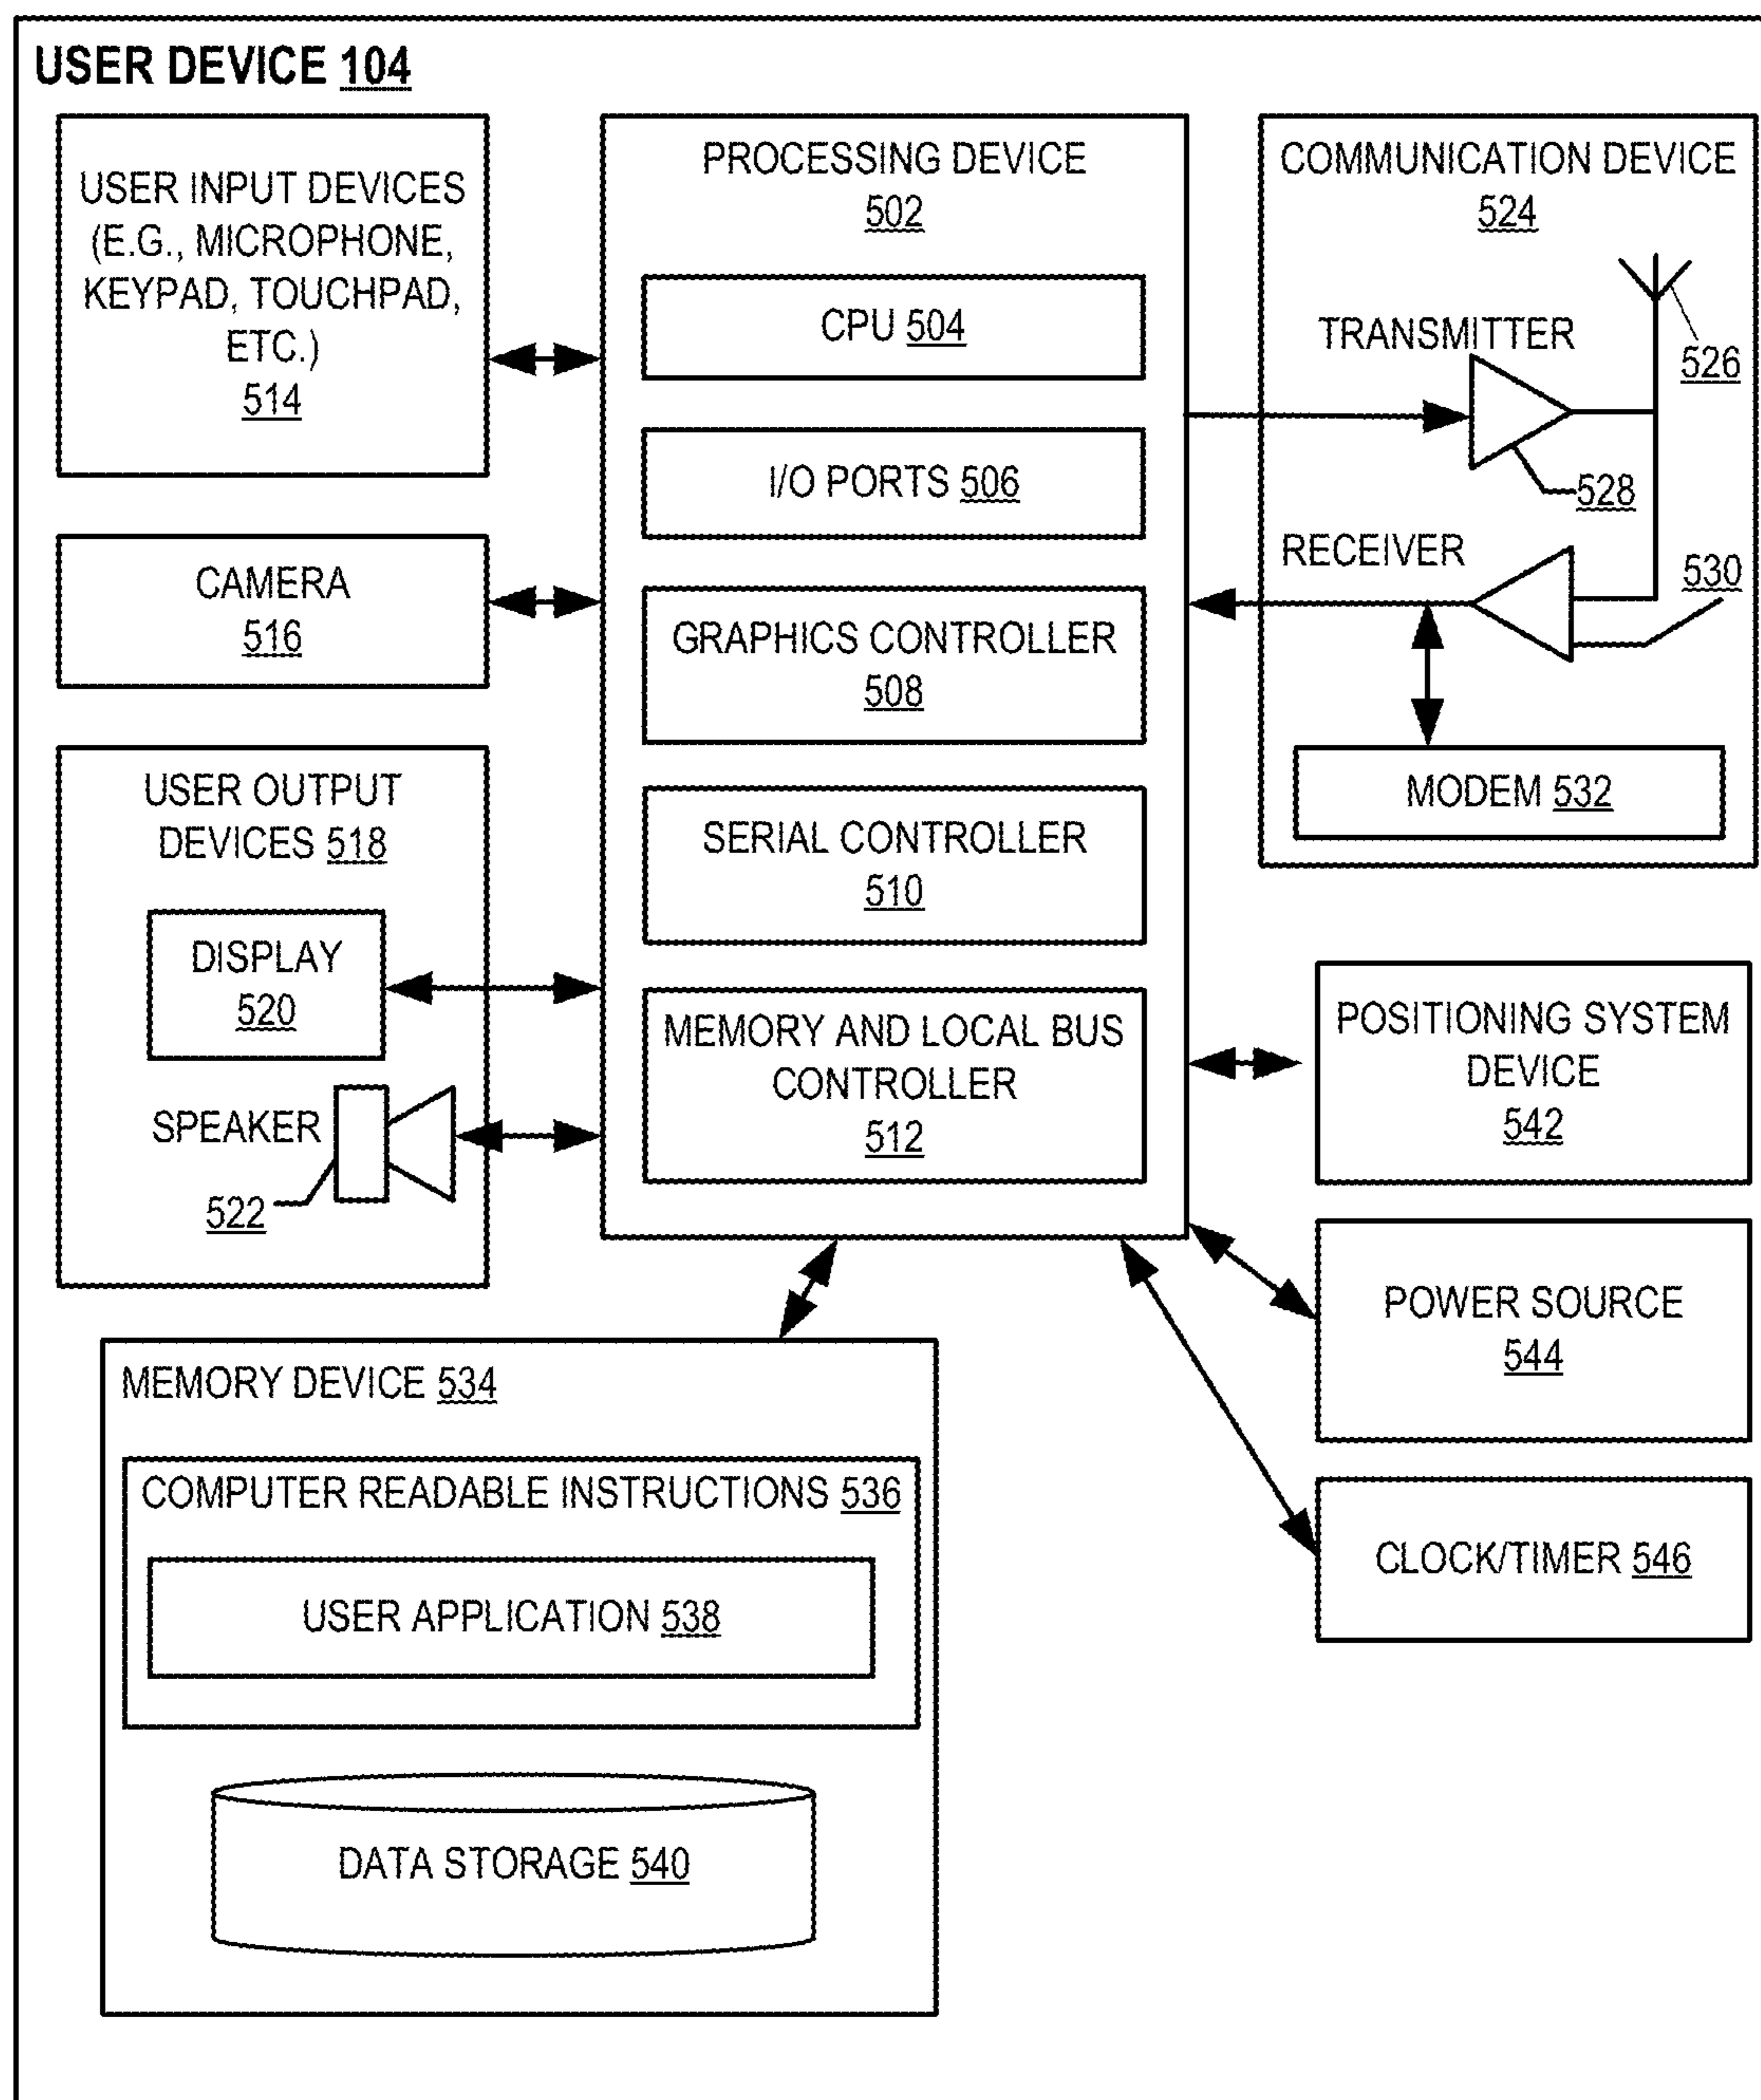 USER DEVICE 104
USER INPUT DEVICES
(E.G., MICROPHONE,
KEYPAD, TOUCHPAD,
ETC.)
514
CAMERA
516
USER OUTPUT
DEVICES 518
DISPLAY
520
SPEAKER
522
PROCESSING DEVICE
502
CPU 504
I/O PORTS 506
GRAPHICS CONTROLLER
508
SERIAL CONTROLLER
510
MEMORY AND LOCAL BUS
CONTROLLER
512
COMMUNICATION DEVICE
524
TRANSMITTER
526
528
RECEIVER
530
MODEM 532
POSITIONING SYSTEM
DEVICE
542
POWER SOURCE
544
CLOCK/TIMER 546
MEMORY DEVICE 534
COMPUTER READABLE INSTRUCTIONS 536
USER APPLICATION 538
DATA STORAGE 540